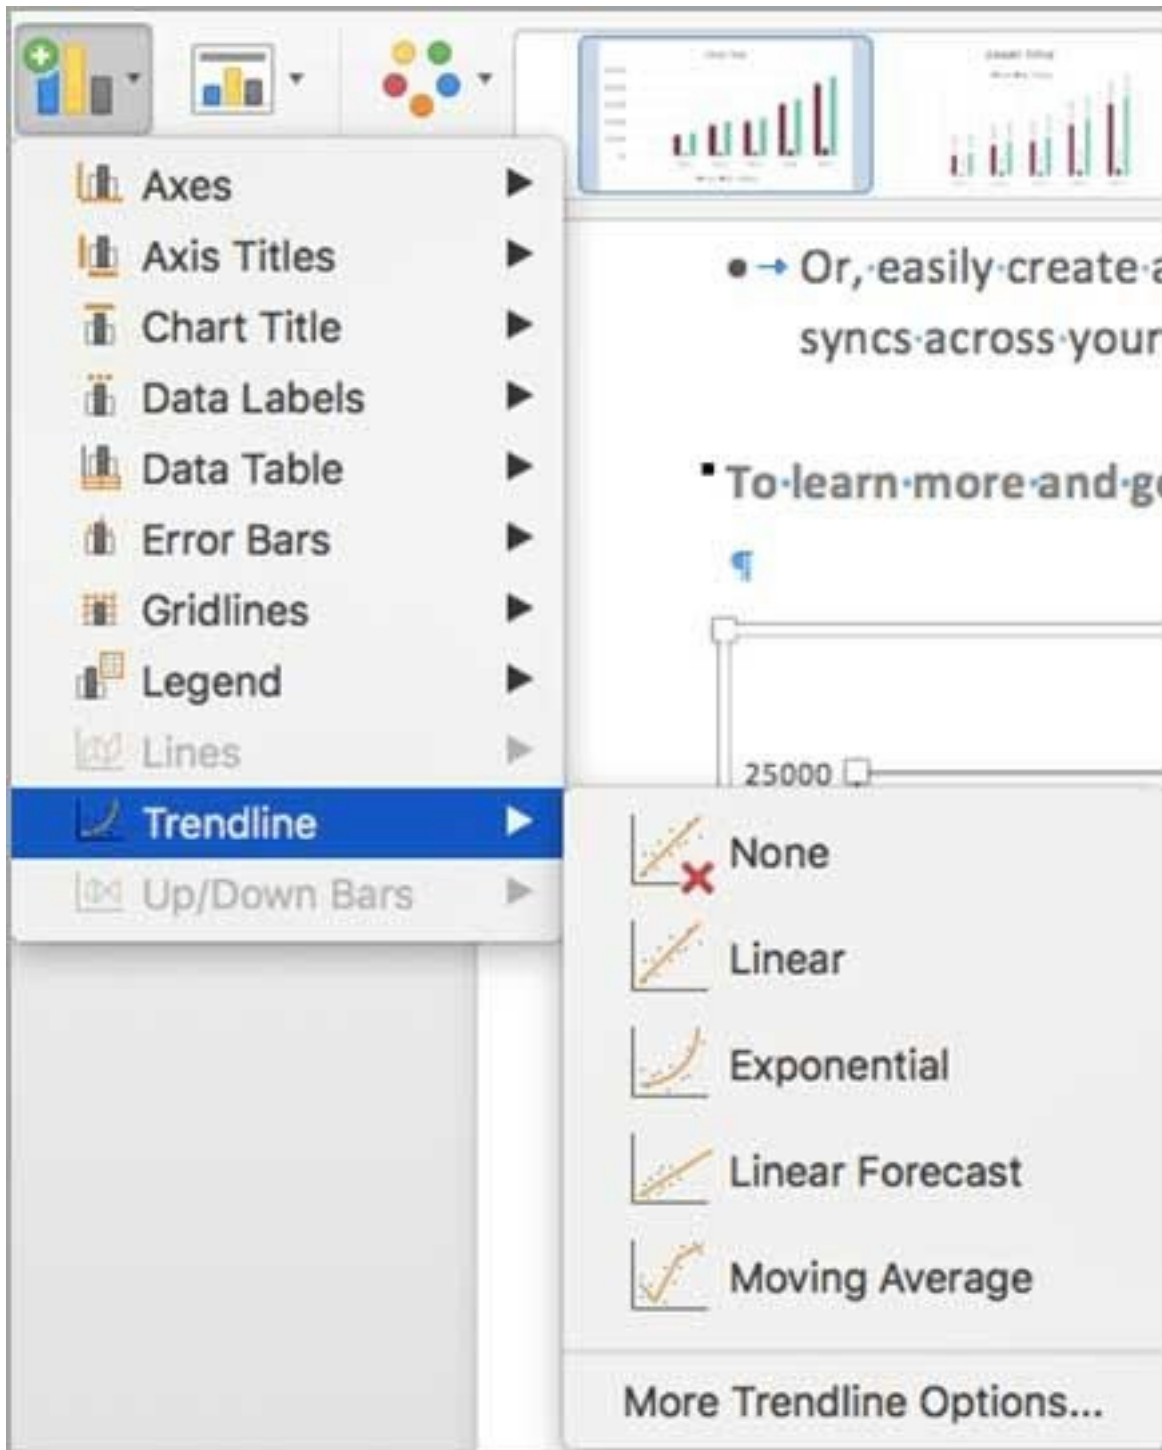 Axes
Axis Titles
Chart Title
Data Labels
Data Table
Error Bars
Gridlines
Legend
Lines
Trendline
Up/Down Bars
Or, easily create a
syncs across your
To learn more and
¶
25000
None
Linear
Exponential
Linear Forecast
Moving Average
More Trendline Options...